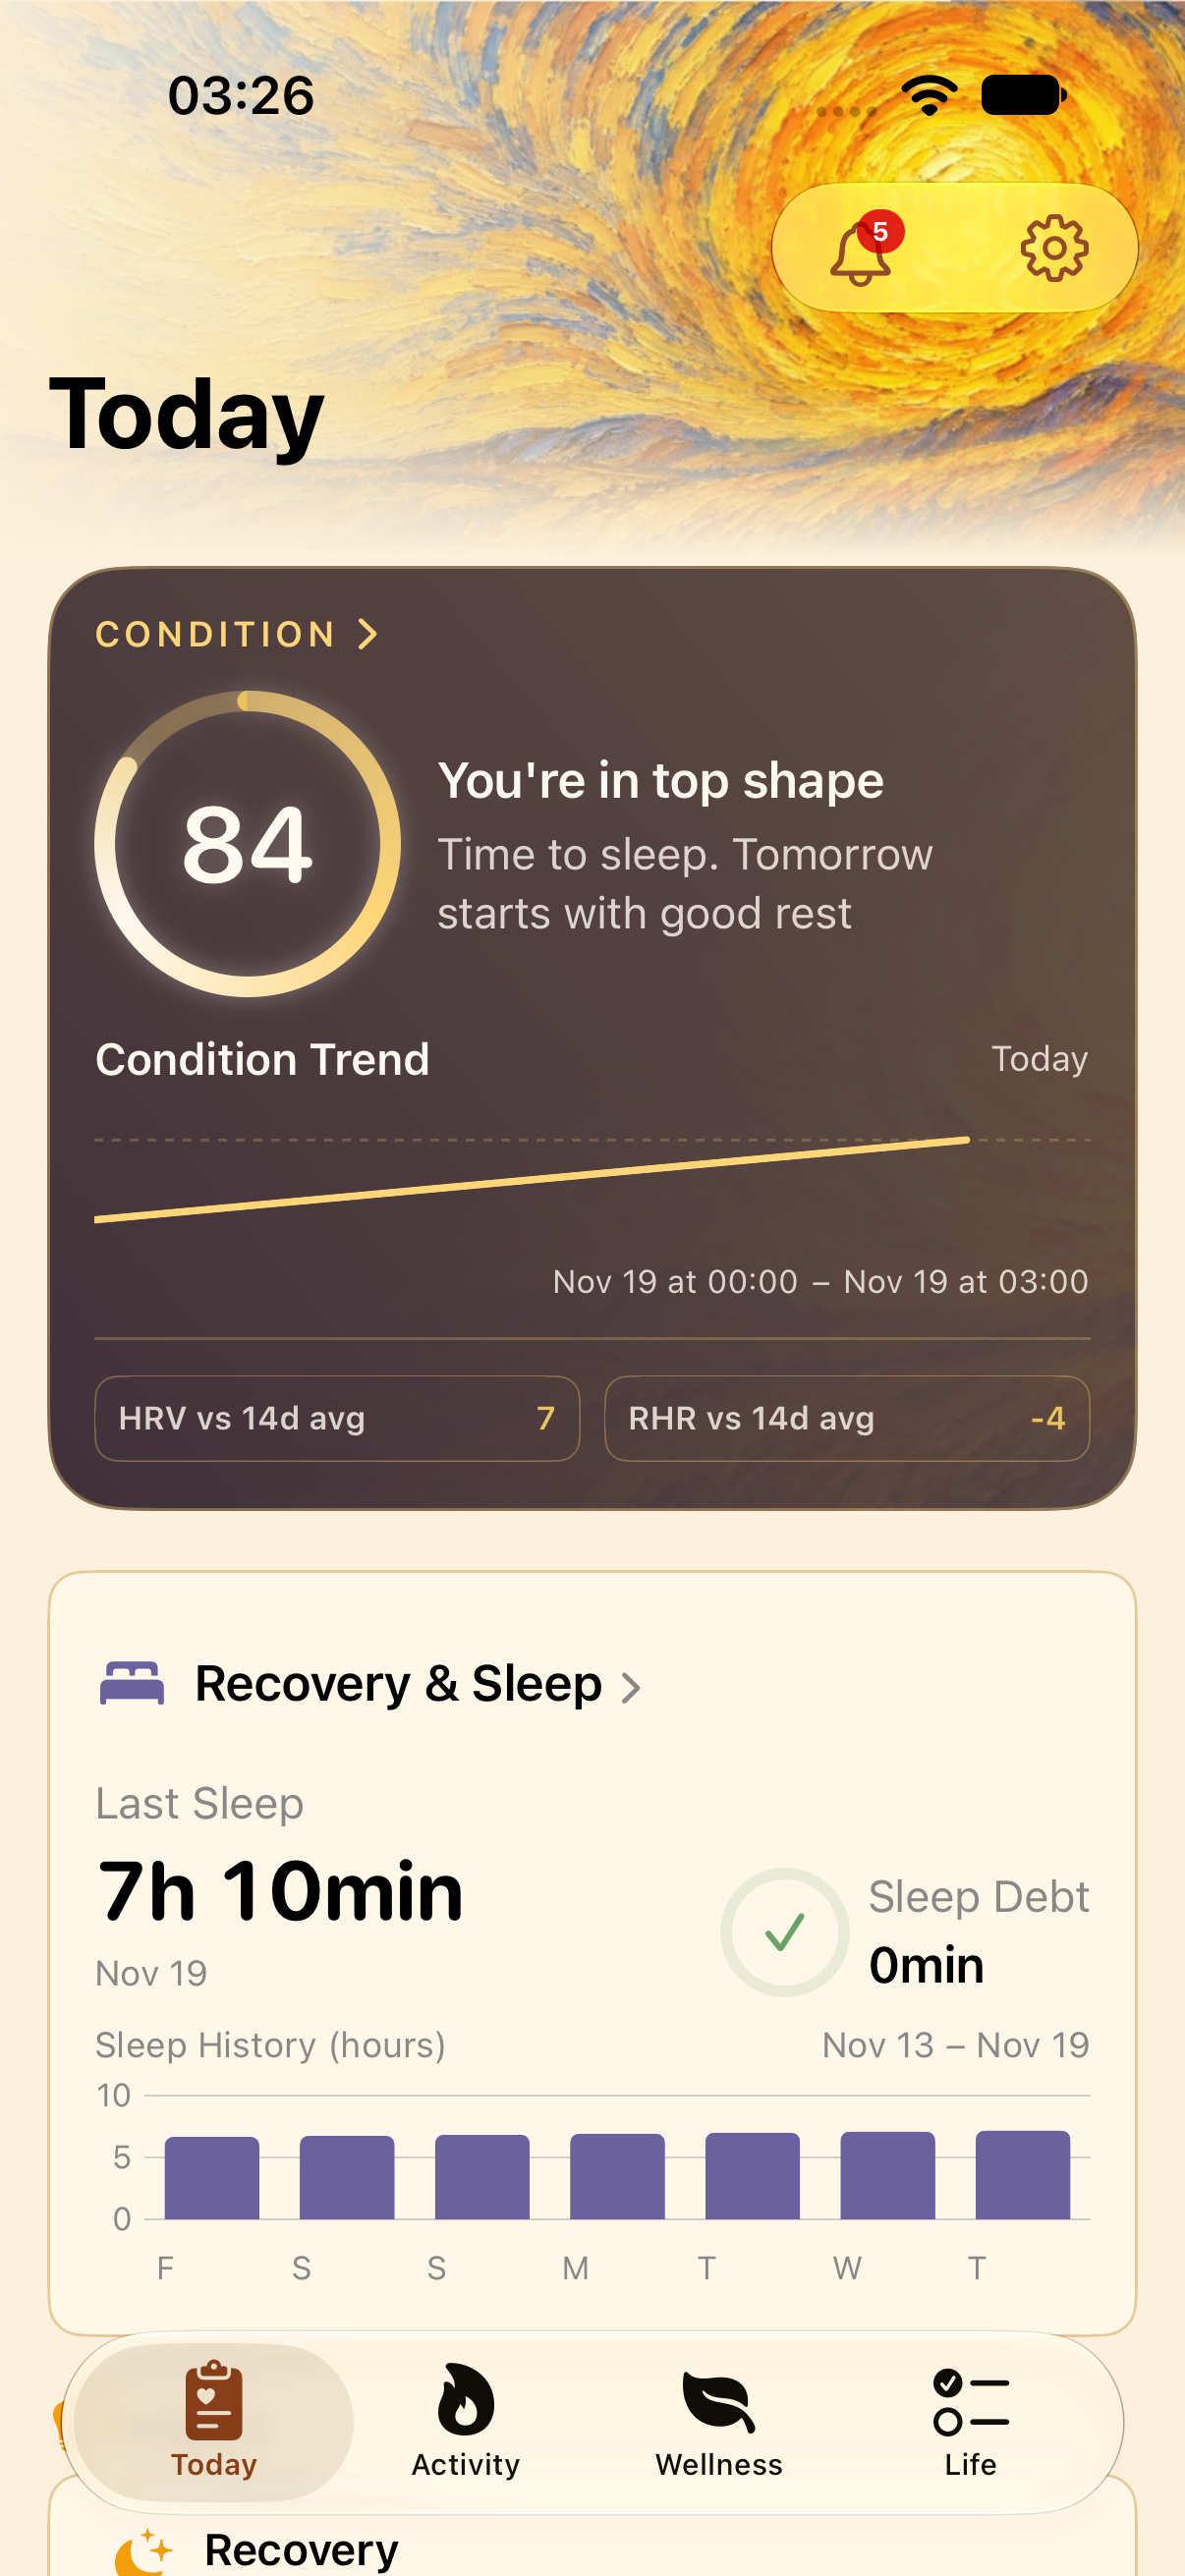 03:26
5
Today
CONDITION
84
You're in top shape
Time to sleep. Tomorrow
starts with good rest
Condition Trend
Today
Nov 19 at 00:00 – Nov 19 at 03:00
HRV vs 14d avg 7
RHR vs 14d avg -4
Recovery & Sleep
Last Sleep
7h 10min
Nov 19
Sleep Debt
0min
Sleep History (hours)
Nov 13 – Nov 19
10
5
0
F S S M T W T
Today Activity Wellness Life
Recovery